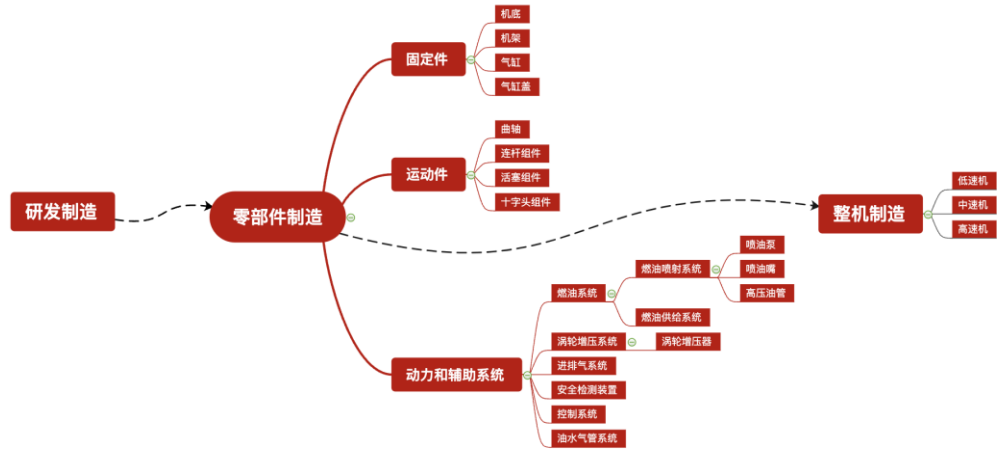 研发制造
零部件制造
固定件
机底
机架
气缸
气缸盖
运动件
曲轴
连杆组件
活塞组件
十字头组件
动力和辅助系统
燃油系统
燃油喷射系统
喷油泵
喷油嘴
高压油管
燃油供给系统
涡轮增压系统
涡轮增压器
进排气系统
安全检测装置
控制系统
油水气管系统
整机制造
低速机
中速机
高速机